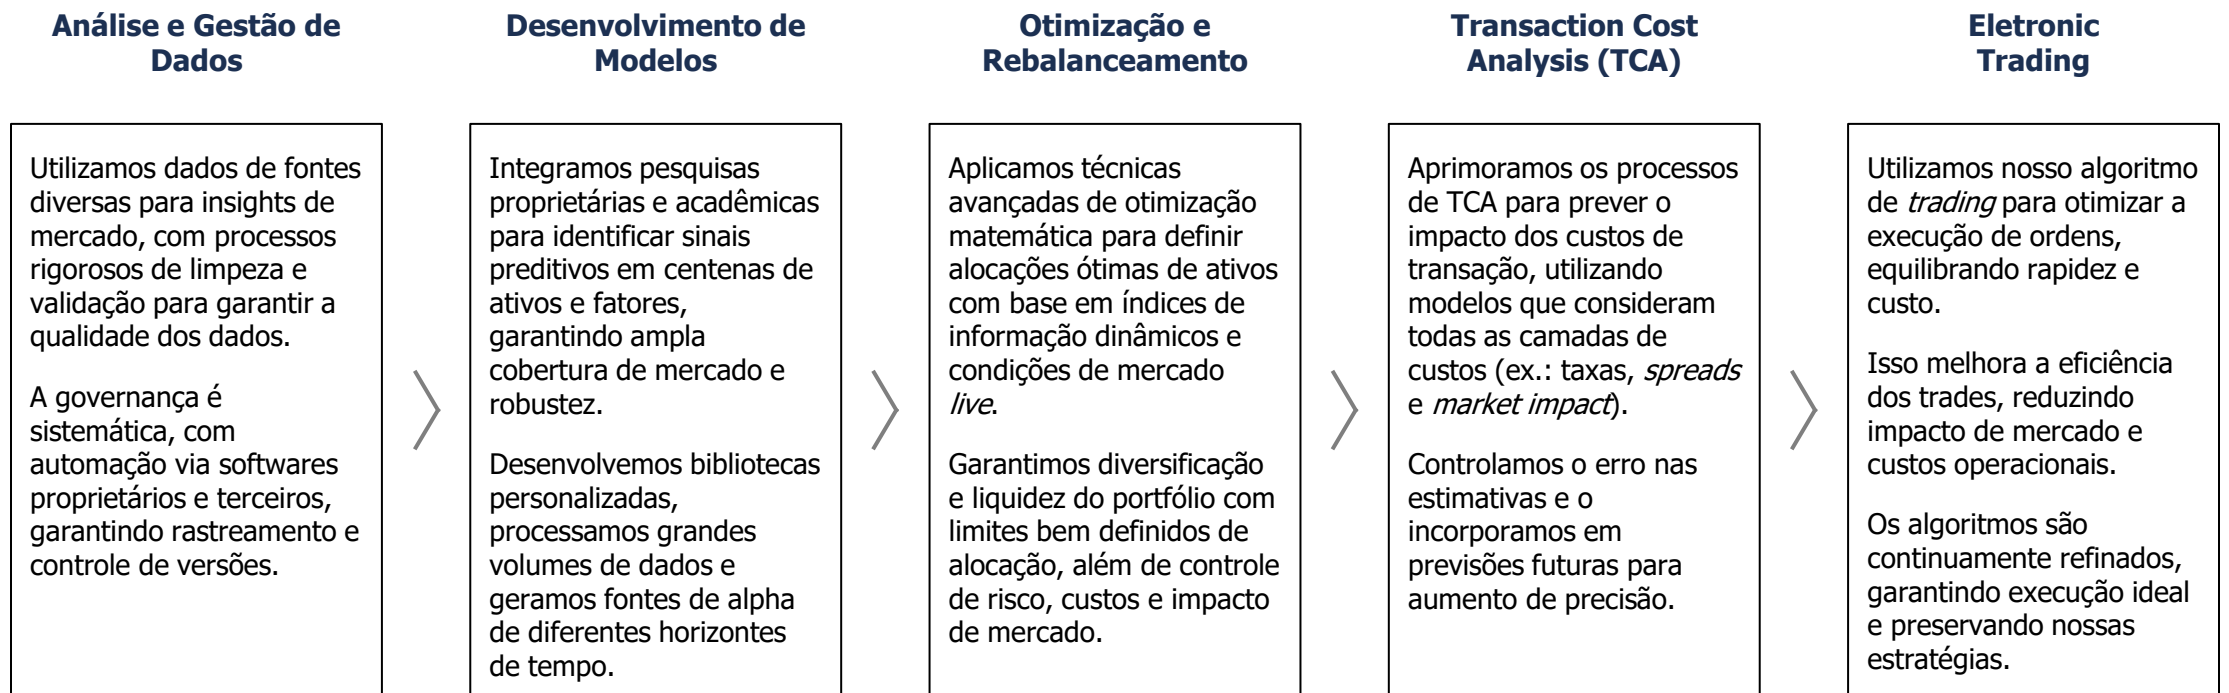 Análise e Gestão de
Dados
Utilizamos dados de fontes
diversas para insights de
mercado, com processos
rigorosos de limpeza e
validação para garantir a
qualidade dos dados.
A governança é
sistemática, com
automação via softwares
proprietários e terceiros,
garantindo rastreamento e
controle de versões.
Desenvolvimento de
Modelos
Integramos pesquisas
proprietárias e acadêmicas
para identificar sinais
preditivos em centenas de
ativos e fatores,
garantindo ampla
cobertura de mercado e
robustez.
Desenvolvemos bibliotecas
personalizadas,
processamos grandes
volumes de dados e
geramos fontes de alpha
de diferentes horizontes
de tempo.
Otimização e
Rebalanceamento
Aplicamos técnicas
avançadas de otimização
matemática para definir
alocações ótimas de ativos
com base em índices de
informação dinâmicos e
condições de mercado
live.
Garantimos diversificação
e liquidez do portfólio com
limites bem definidos de
alocação, além de controle
de risco, custos e impacto
de mercado.
Transaction Cost
Analysis (TCA)
Aprimoramos os processos
de TCA para prever o
impacto dos custos de
transação, utilizando
modelos que consideram
todas as camadas de
custos (ex.: taxas, spreads
e market impact).
Controlamos o erro nas
estimativas e o
incorporamos em
previsões futuras para
aumento de precisão.
Eletronic
Trading
Utilizamos nosso algoritmo
de trading para otimizar a
execução de ordens,
equilibrando rapidez e
custo.
Isso melhora a eficiência
dos trades, reduzindo
impacto de mercado e
custos operacionais.
Os algoritmos são
continuamente refinados,
garantindo execução ideal
e preservando nossas
estratégias.